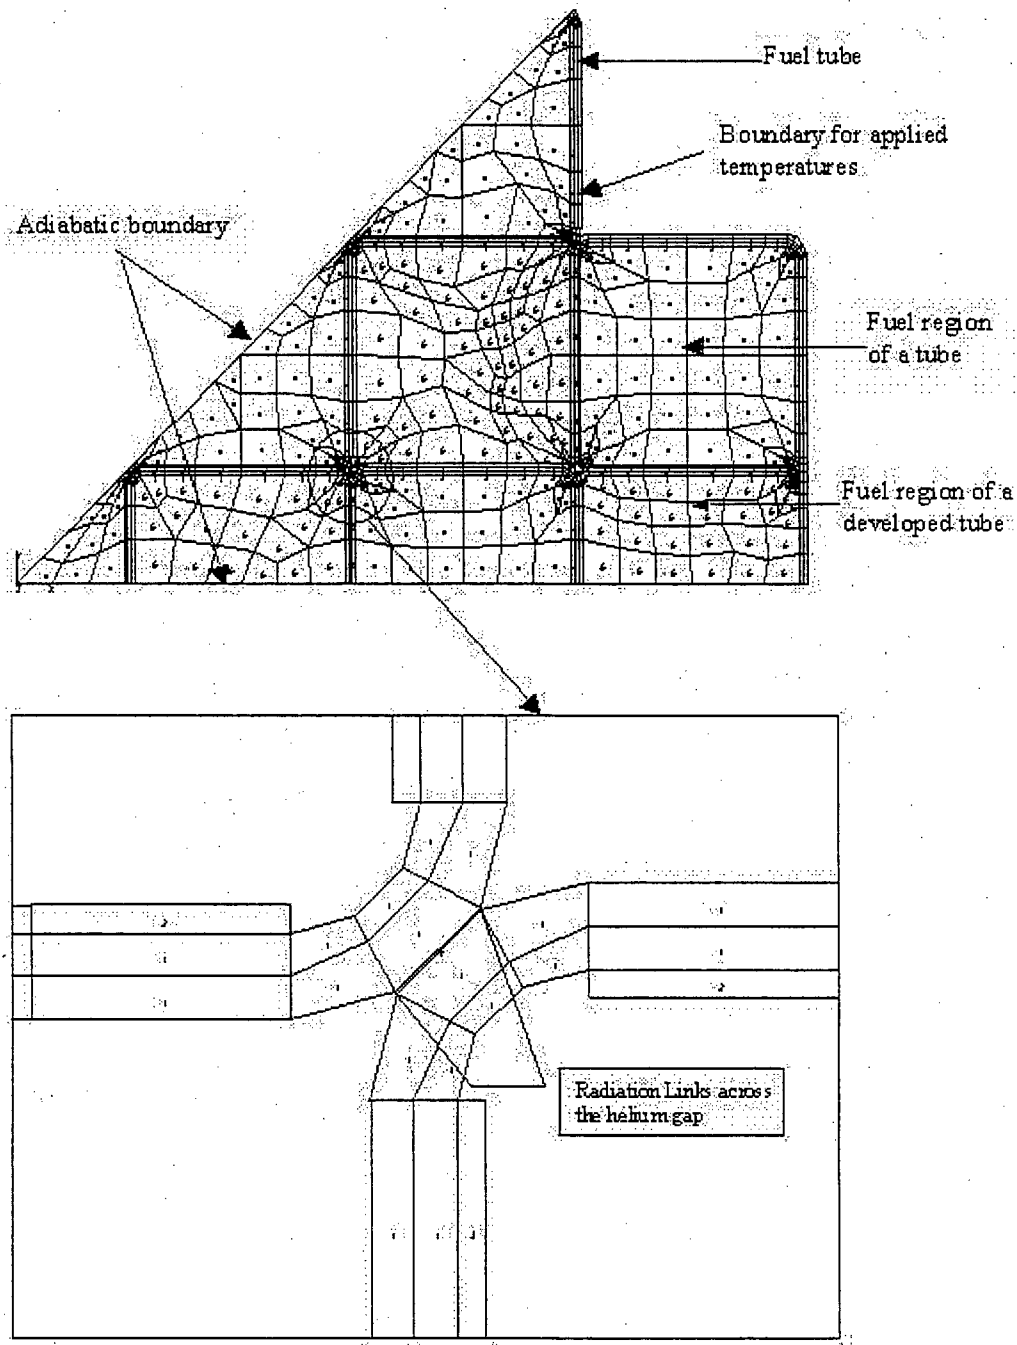 Fuel tube
Boundary for applied
temperatures
Adiabatic boundary
Fuel region
of a tube
Fuel region of a
developed tube
Radiation Links across
the helium gap